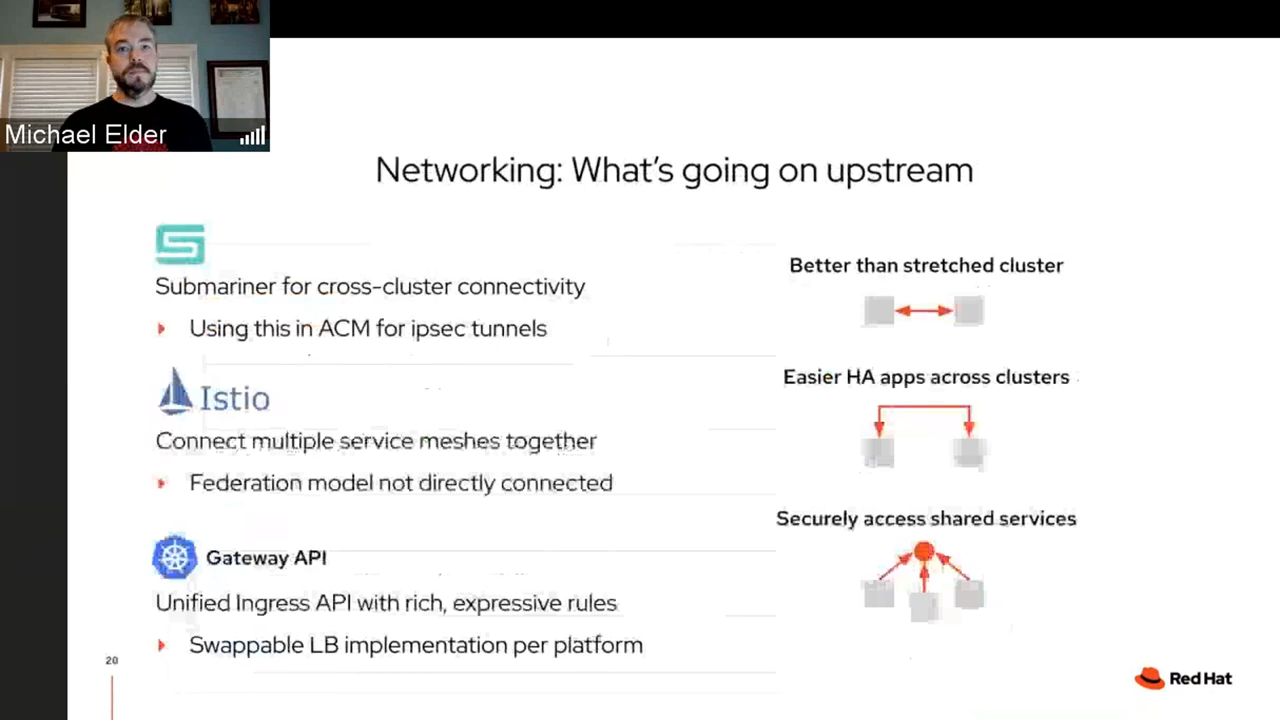 Michael Elder
Networking: What's going on upstream
Submariner for cross-cluster connectivity
Using this in ACM for ipsec tunnels
Istio
Connect multiple service meshes together
Federation model not directly connected
Gateway API
Unified Ingress API with rich, expressive rules
Swappable LB implementation per platform
Better than stretched cluster
Easier HA apps across clusters
Securely access shared services
20
Red Hat